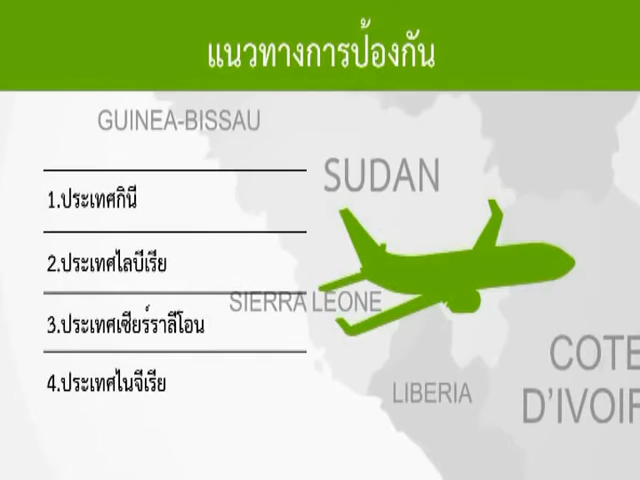 แนวทางการป้องกัน
GUINEA-BISSAU
SUDAN
1.ประเทศกินี
2.ประเทศไลบีเรีย
SIERRA LEONE
3.ประเทศเซียร์ราลีโอน
COTE
4.ประเทศไนจีเรีย
LIBERIA
D'IVOIR